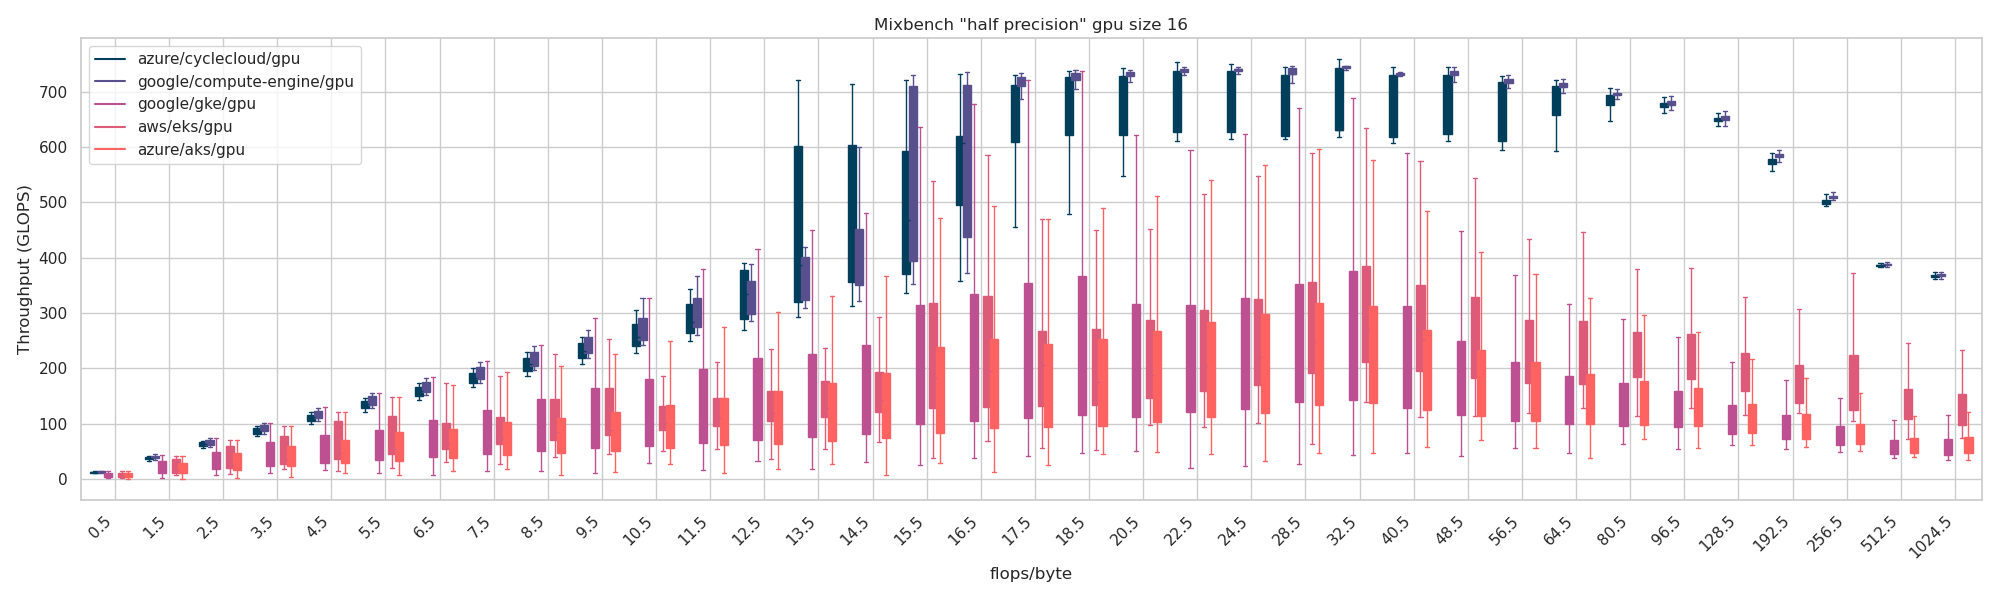 Mixbench "half precision" gpu size 16
azure/cyclecloud/gpu
google/compute-engine/gpu
google/gke/gpu
aws/eks/gpu
azure/aks/gpu
Throughput (GLOPS)
700
600
500
400
300
200
100
0
0.5 1.5 2.5 3.5 4.5 5.5 6.5 7.5 8.5 9.5 10.5 11.5 12.5 13.5 14.5 15.5 16.5 17.5 18.5 20.5 22.5 24.5 28.5 32.5 40.5 48.5 56.5 64.5 80.5 96.5 128.5 192.5 256.5 512.5 1024.5
flops/byte